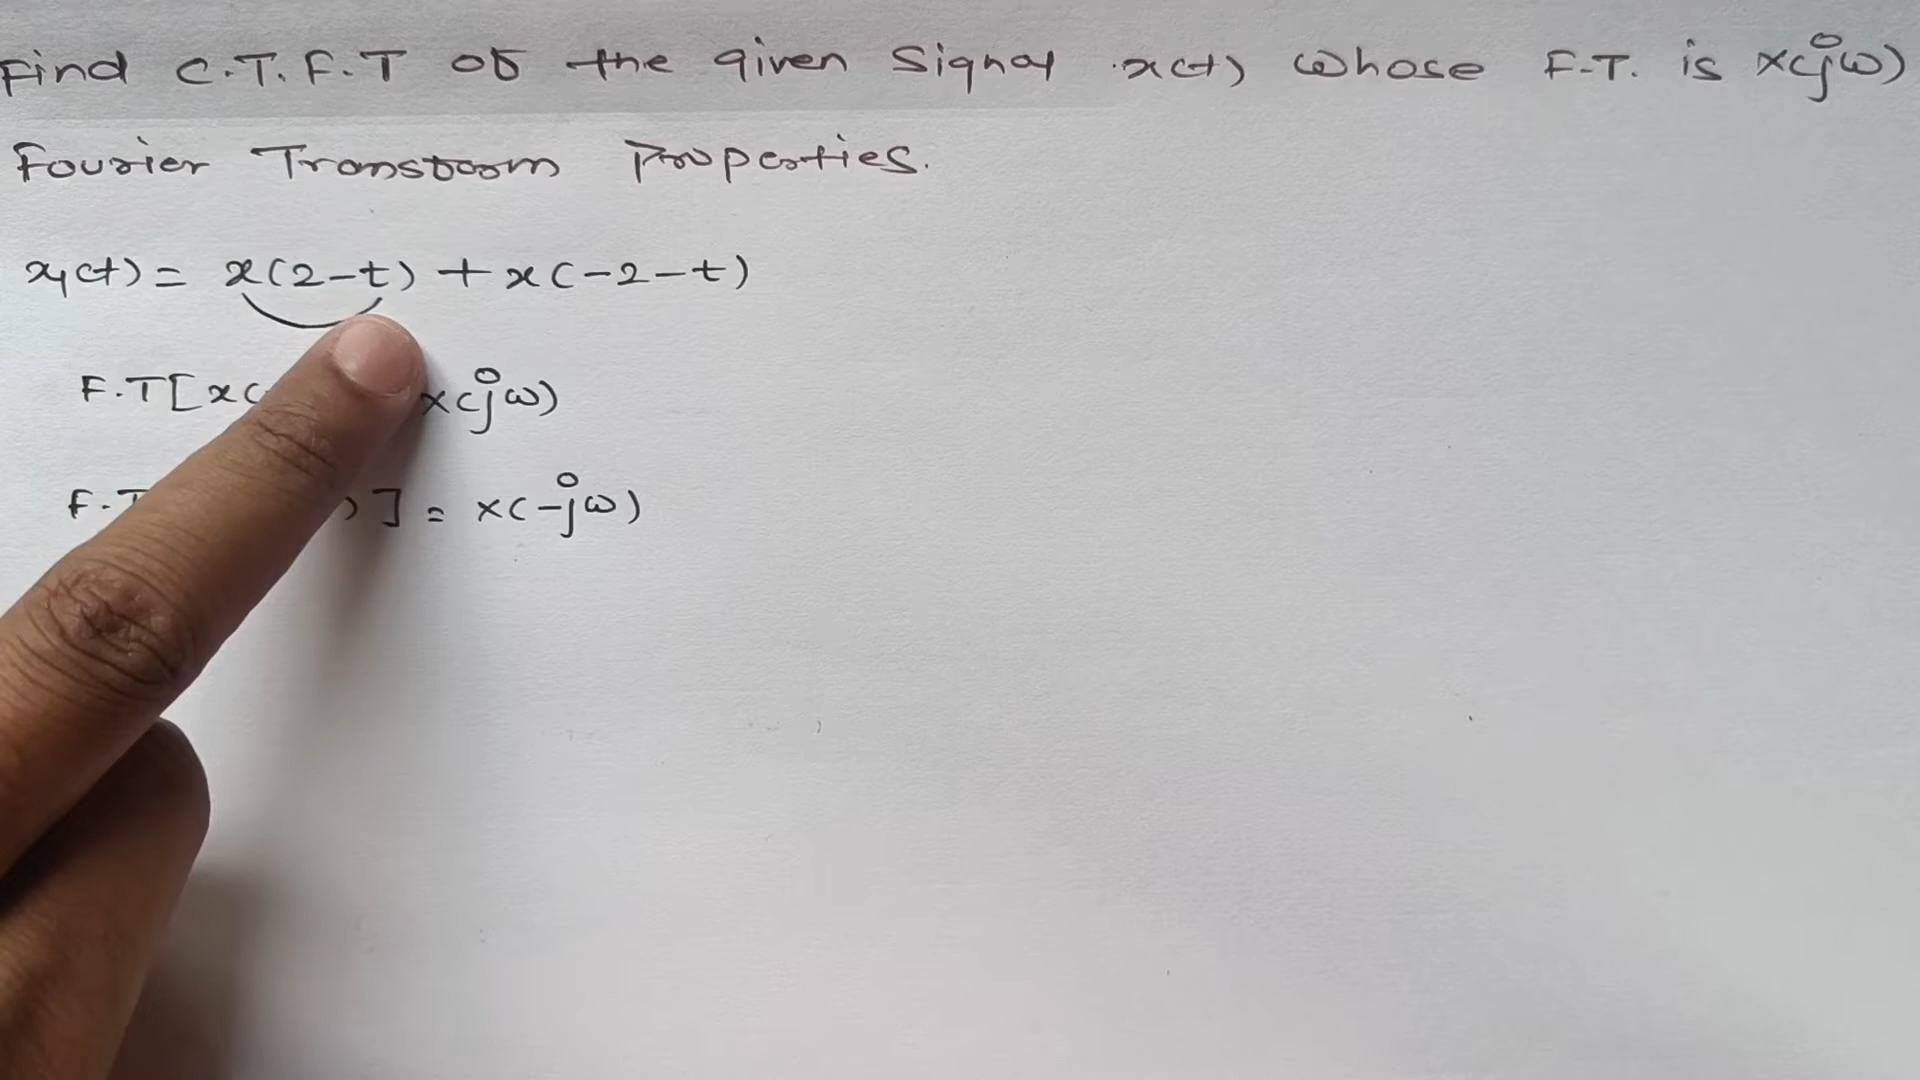 Find C.T.F.T of the given Signal x(t) whose F.T. is x(jω)
Fourier Transform Properties.
x₁(t) = x(2-t) + x(-2-t)
F.T[x( x(jω)
F.T )] = x(-jω)